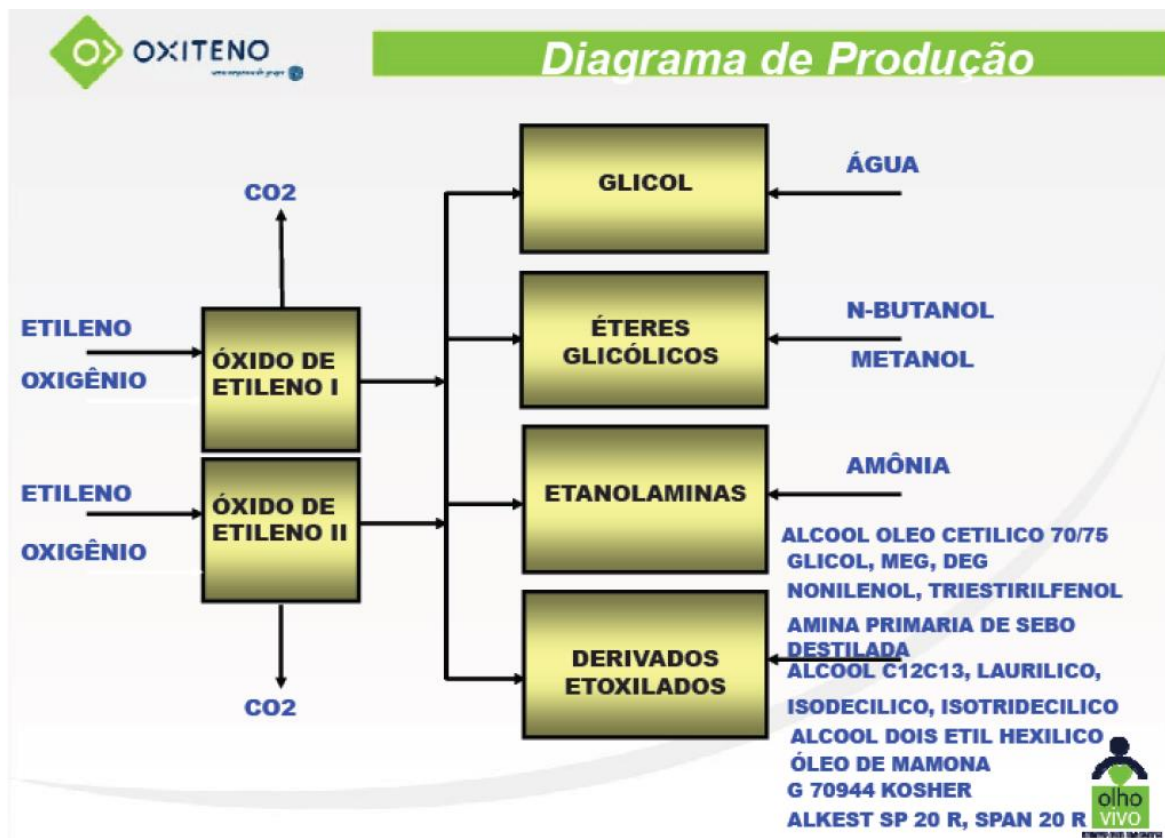 OXITENO
Diagrama de Produção
CO2
ETILENO
OXIGÊNIO
ÓXIDO DE
ETILENO I
ETILENO
OXIGÊNIO
ÓXIDO DE
ETILENO II
CO2
GLICOL
ÁGUA
ÉTERES
GLICÓLICOS
N-BUTANOL
METANOL
ETANOLAMINAS
AMÔNIA
DERIVADOS
ETOXILADOS
ALCOOL OLEO CETILICO 70/75
GLICOL, MEG, DEG
NONILENOL, TRIESTIRILFENOL
AMINA PRIMARIA DE SEBO
DESTILADA
ALCOOL C12C13, LAURILICO,
ISODECILICO, ISOTRIDECILICO
ALCOOL DOIS ETIL HEXILICO
ÓLEO DE MAMONA
G 70944 KOSHER
ALKEST SP 20 R, SPAN 20 R
olho
vivo